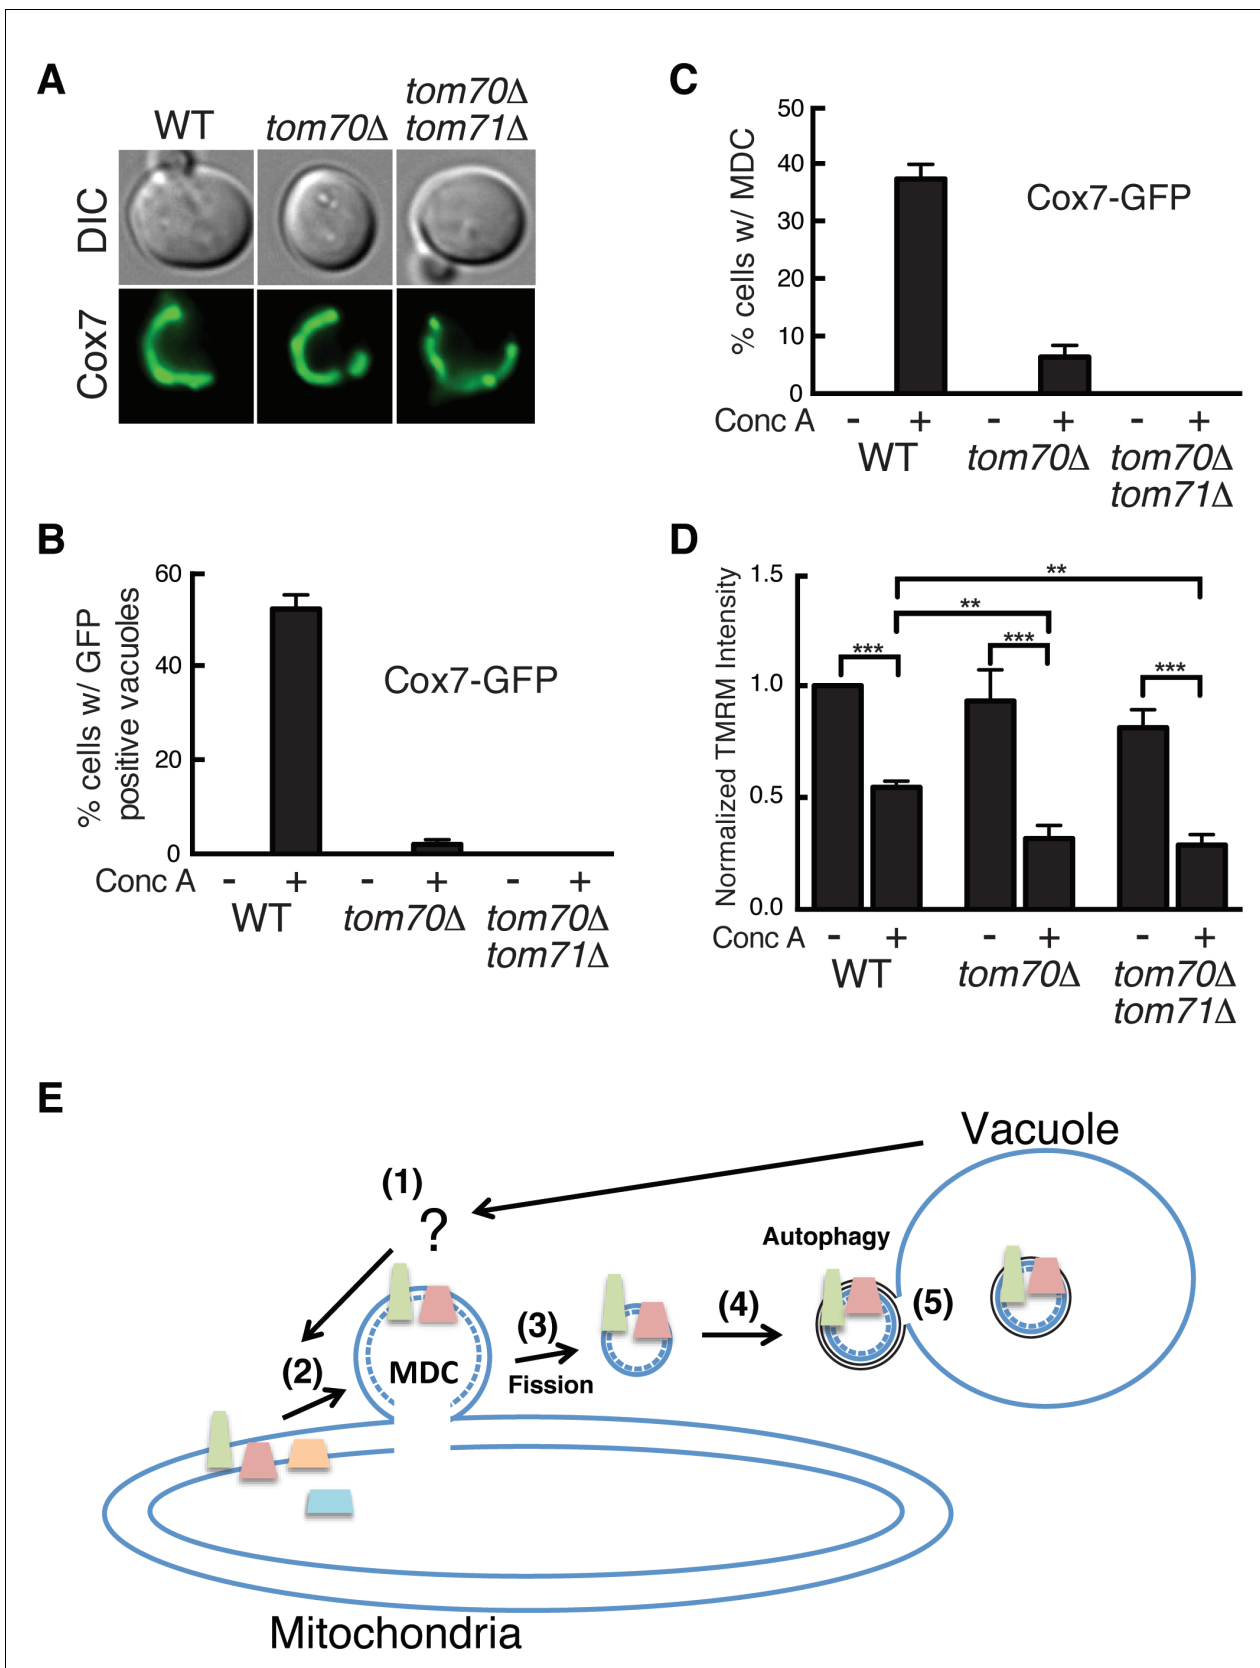 A
WT
tom70Δ
tom70Δ
tom71Δ
DIC
Cox7
B
% cells w/ GFP
positive vacuoles
60
40
20
0
Cox7-GFP
Conc A - + - + - +
WT
tom70Δ
tom70Δ
tom71Δ
C
% cells w/ MDC
50
40
30
20
10
0
Cox7-GFP
Conc A - + - + - +
WT
tom70Δ
tom70Δ
tom71Δ
D
Normalized TMRM Intensity
1.5
1.0
0.5
0.0
**
**
***
***
***
Conc A - + - + - +
WT
tom70Δ
tom70Δ
tom71Δ
E
Vacuole
(1)
?
Autophagy
(2)
MDC
(3)
Fission
(4)
(5)
Mitochondria